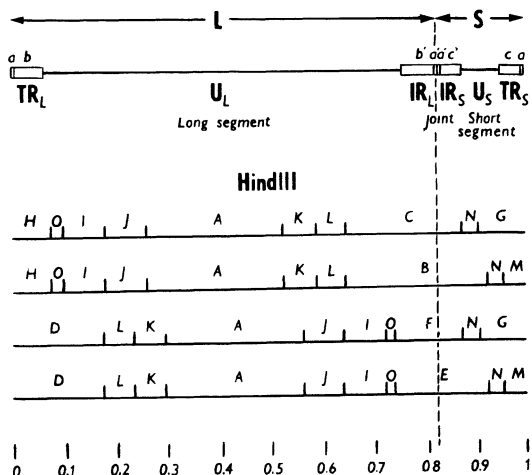 L S
a b b' a' a' c' c a
TR_L U_L IR_L IR_S U_S TR_S
Long segment Joint Short segment
HindIII
H O I J A K L C N G
H O I J A K L B N M
D L K A J I O F N G
D L K A J I O E N M
0 0.1 0.2 0.3 0.4 0.5 0.6 0.7 0.8 0.9 1